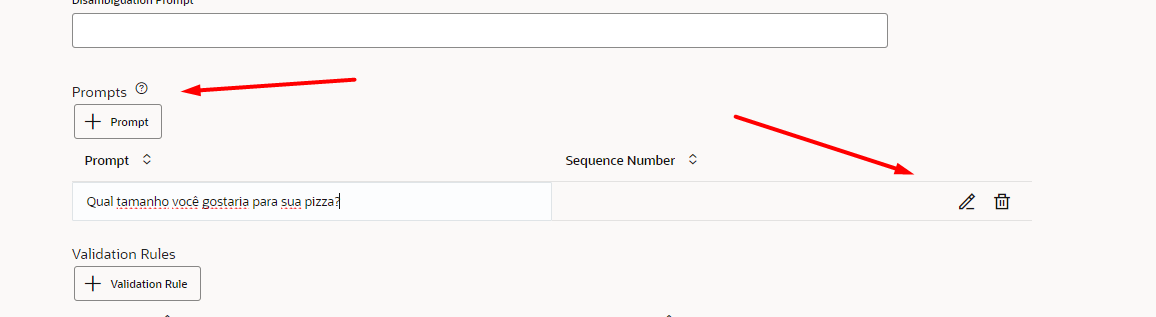 Disambiguation Prompt
Prompts
Prompt
Prompt Sequence Number
Qual tamanho você gostaria para sua pizza?
Validation Rules
Validation Rule